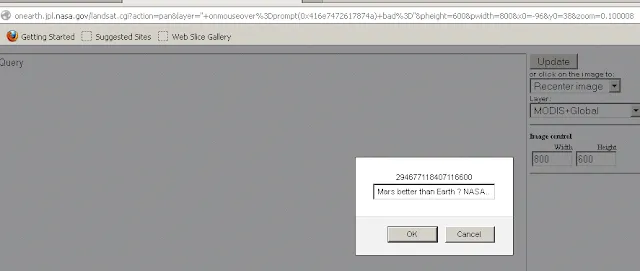 onearth.jpl.nasa.gov/landsat.cgi?action=pan&layer="+onmouseover%3Dprompt(0x416e7472617874a)+bad%3D"&pheight=600&pwidth=800&x0=-96&y0=38&zoom=0.100008
Getting Started Suggested Sites Web Slice Gallery
Query
Update
or click on the image to:
Recenter image
Layer:
MODIS+Global
Image control
Width Height
800 600
294677118407116600
Mars better than Earth ? NASA..
OK Cancel